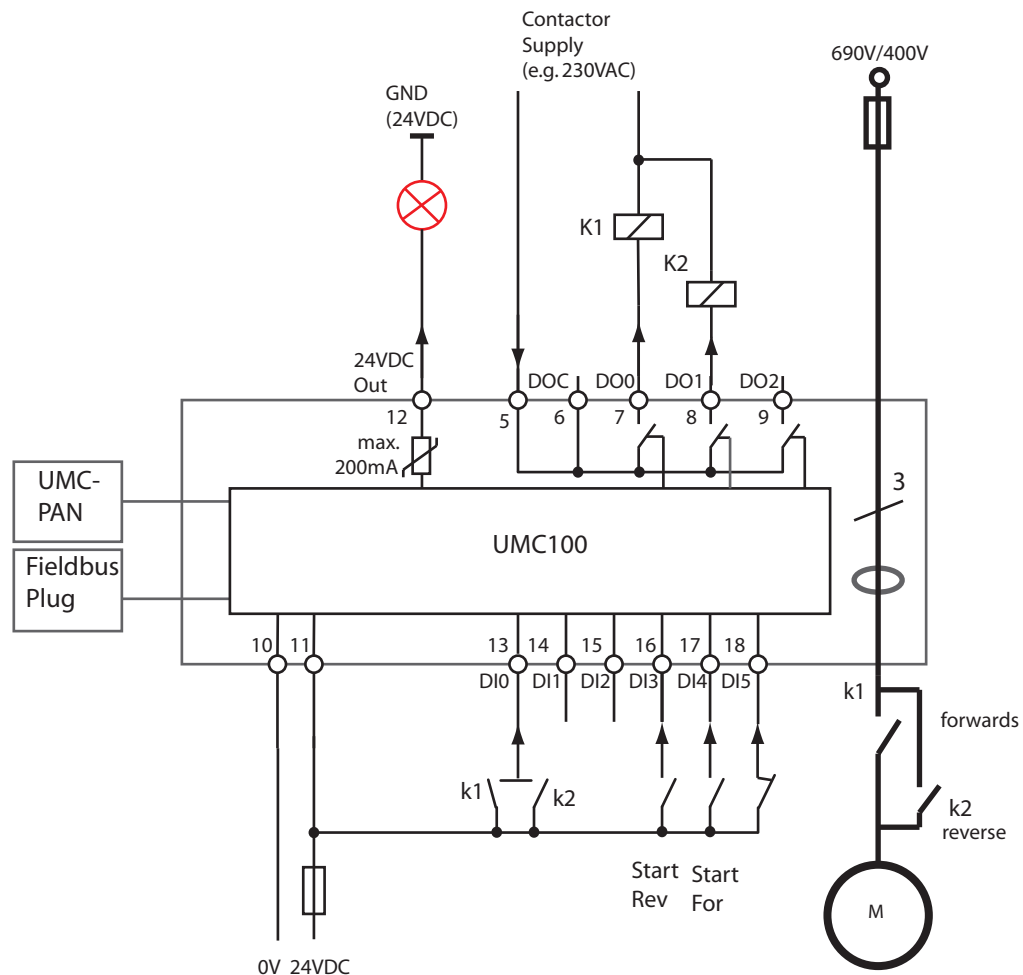 Contactor
Supply
(e.g. 230VAC)
690V/400V
GND
(24VDC)
K1
K2
24VDC
Out
DOC
DO0
DO1
DO2
12
5
6
7
8
9
max.
200mA
UMC-
PAN
3
UMC100
Fieldbus
Plug
10
11
13
14
15
16
17
18
DI0
DI1
DI2
DI3
DI4
DI5
k1
forwards
k1
k2
k2
reverse
Start
Rev
Start
For
M
0V
24VDC